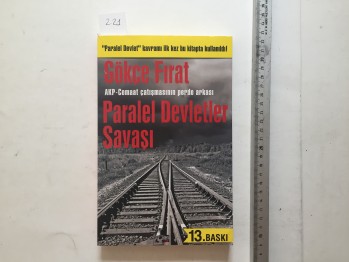 221
"Paralel Devlet" kavramı ilk kez bu kitapta kullanıldı!
Gökçe Fırat
AKP-Cemaat çatışmasının perde arkası
Paralel Devletler
Savaşı
13.BASKI